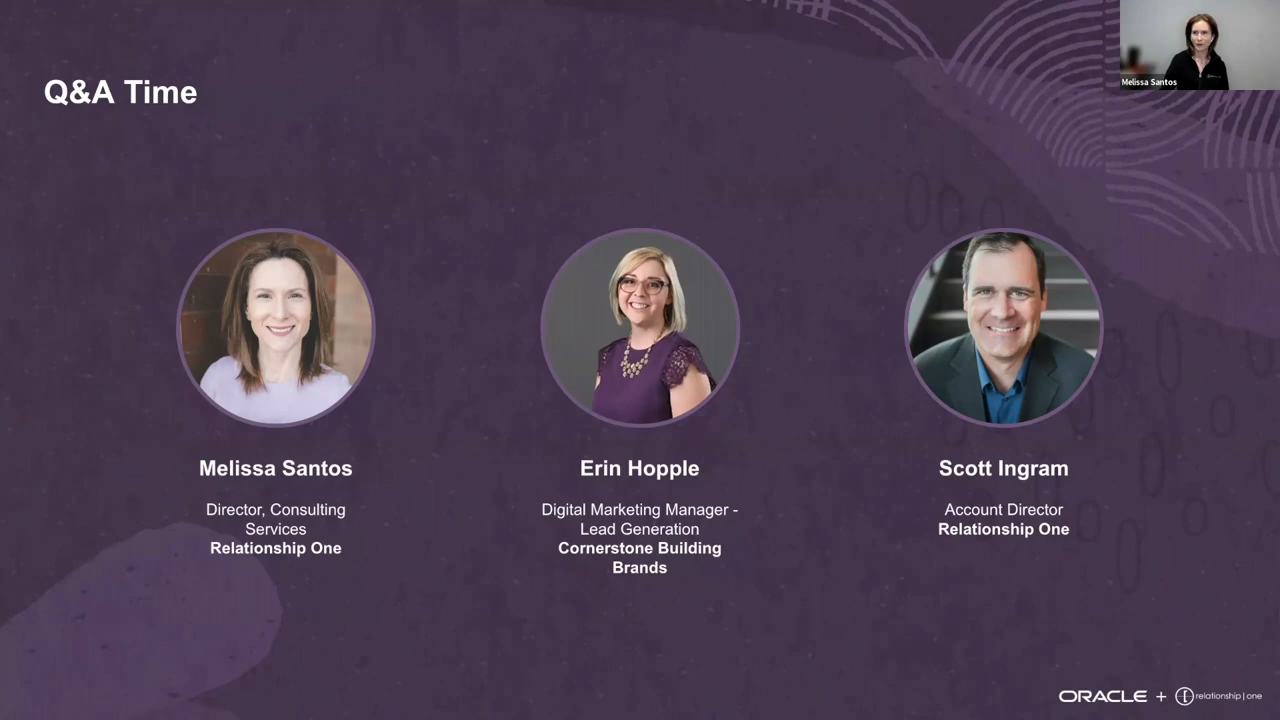 Melissa Santos
Q&A Time
Melissa Santos
Director, Consulting
Services
Relationship One
Erin Hopple
Digital Marketing Manager -
Lead Generation
Cornerstone Building
Brands
Scott Ingram
Account Director
Relationship One
ORACLE + relationship | one